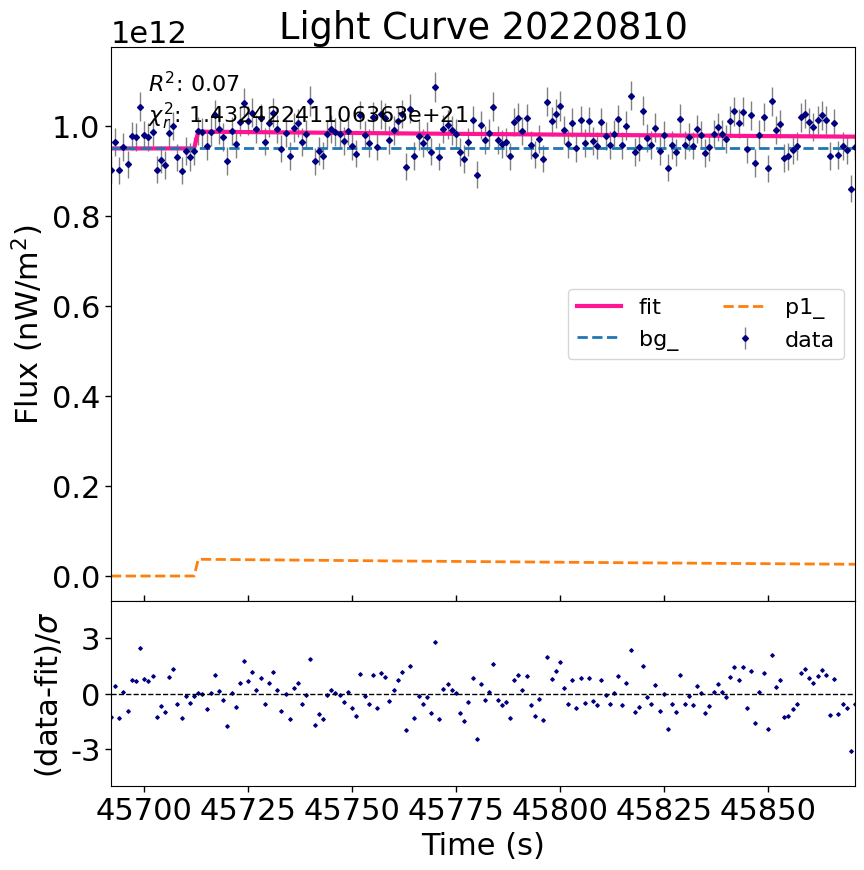 Light Curve 20220810
1e12
R²: 0.07
χ²ᵣ: 1.43242241106363e+21
1.0
0.8
0.6
0.4
0.2
0.0
Flux (nW/m²)
fit
bg_
p1_
data
3
0
-3
(data-fit)/σ
45700 45725 45750 45775 45800 45825 45850
Time (s)